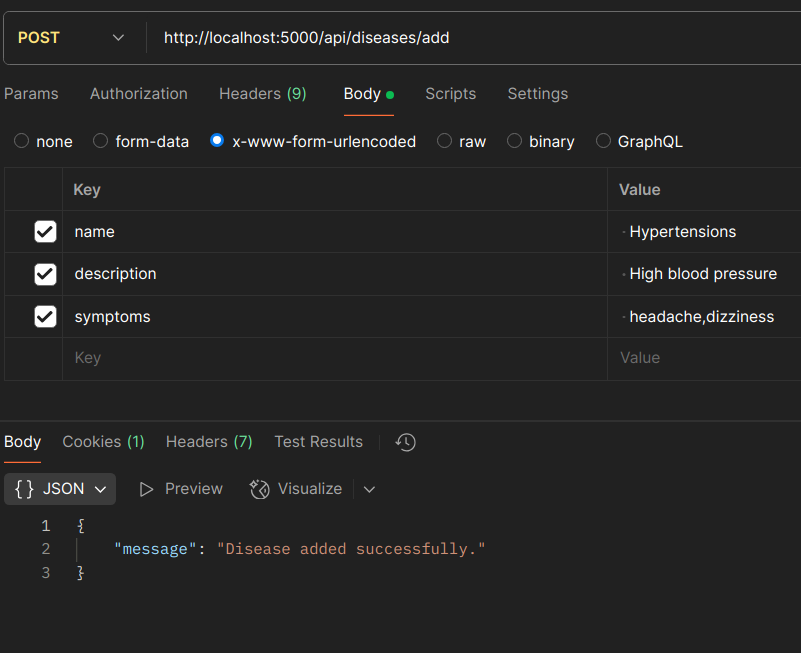 POST http://localhost:5000/api/diseases/add
Params Authorization Headers (9) Body Scripts Settings
none form-data x-www-form-urlencoded raw binary GraphQL
Key Value
name Hypertensions
description High blood pressure
symptoms headache,dizziness
Key Value
Body Cookies (1) Headers (7) Test Results
{} JSON Preview Visualize
1 {
2 "message": "Disease added successfully."
3 }